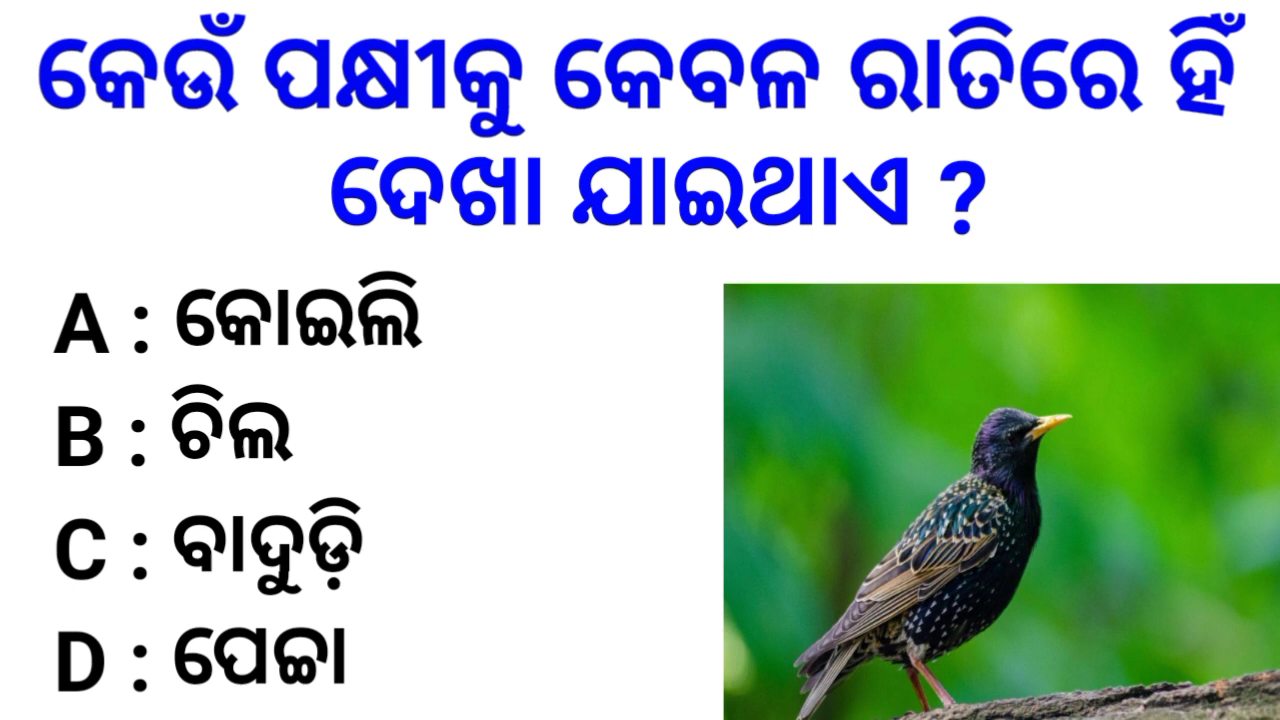 କେଉଁ ପକ୍ଷୀକୁ କେବଳ ରାତିରେ ହିଁ
ଦେଖା ଯାଇଥାଏ ?
A : କୋଇଲି
B : ଚିଲ
C : ବାଦୁଡ଼ି
D : ପେଚ୍ଚା